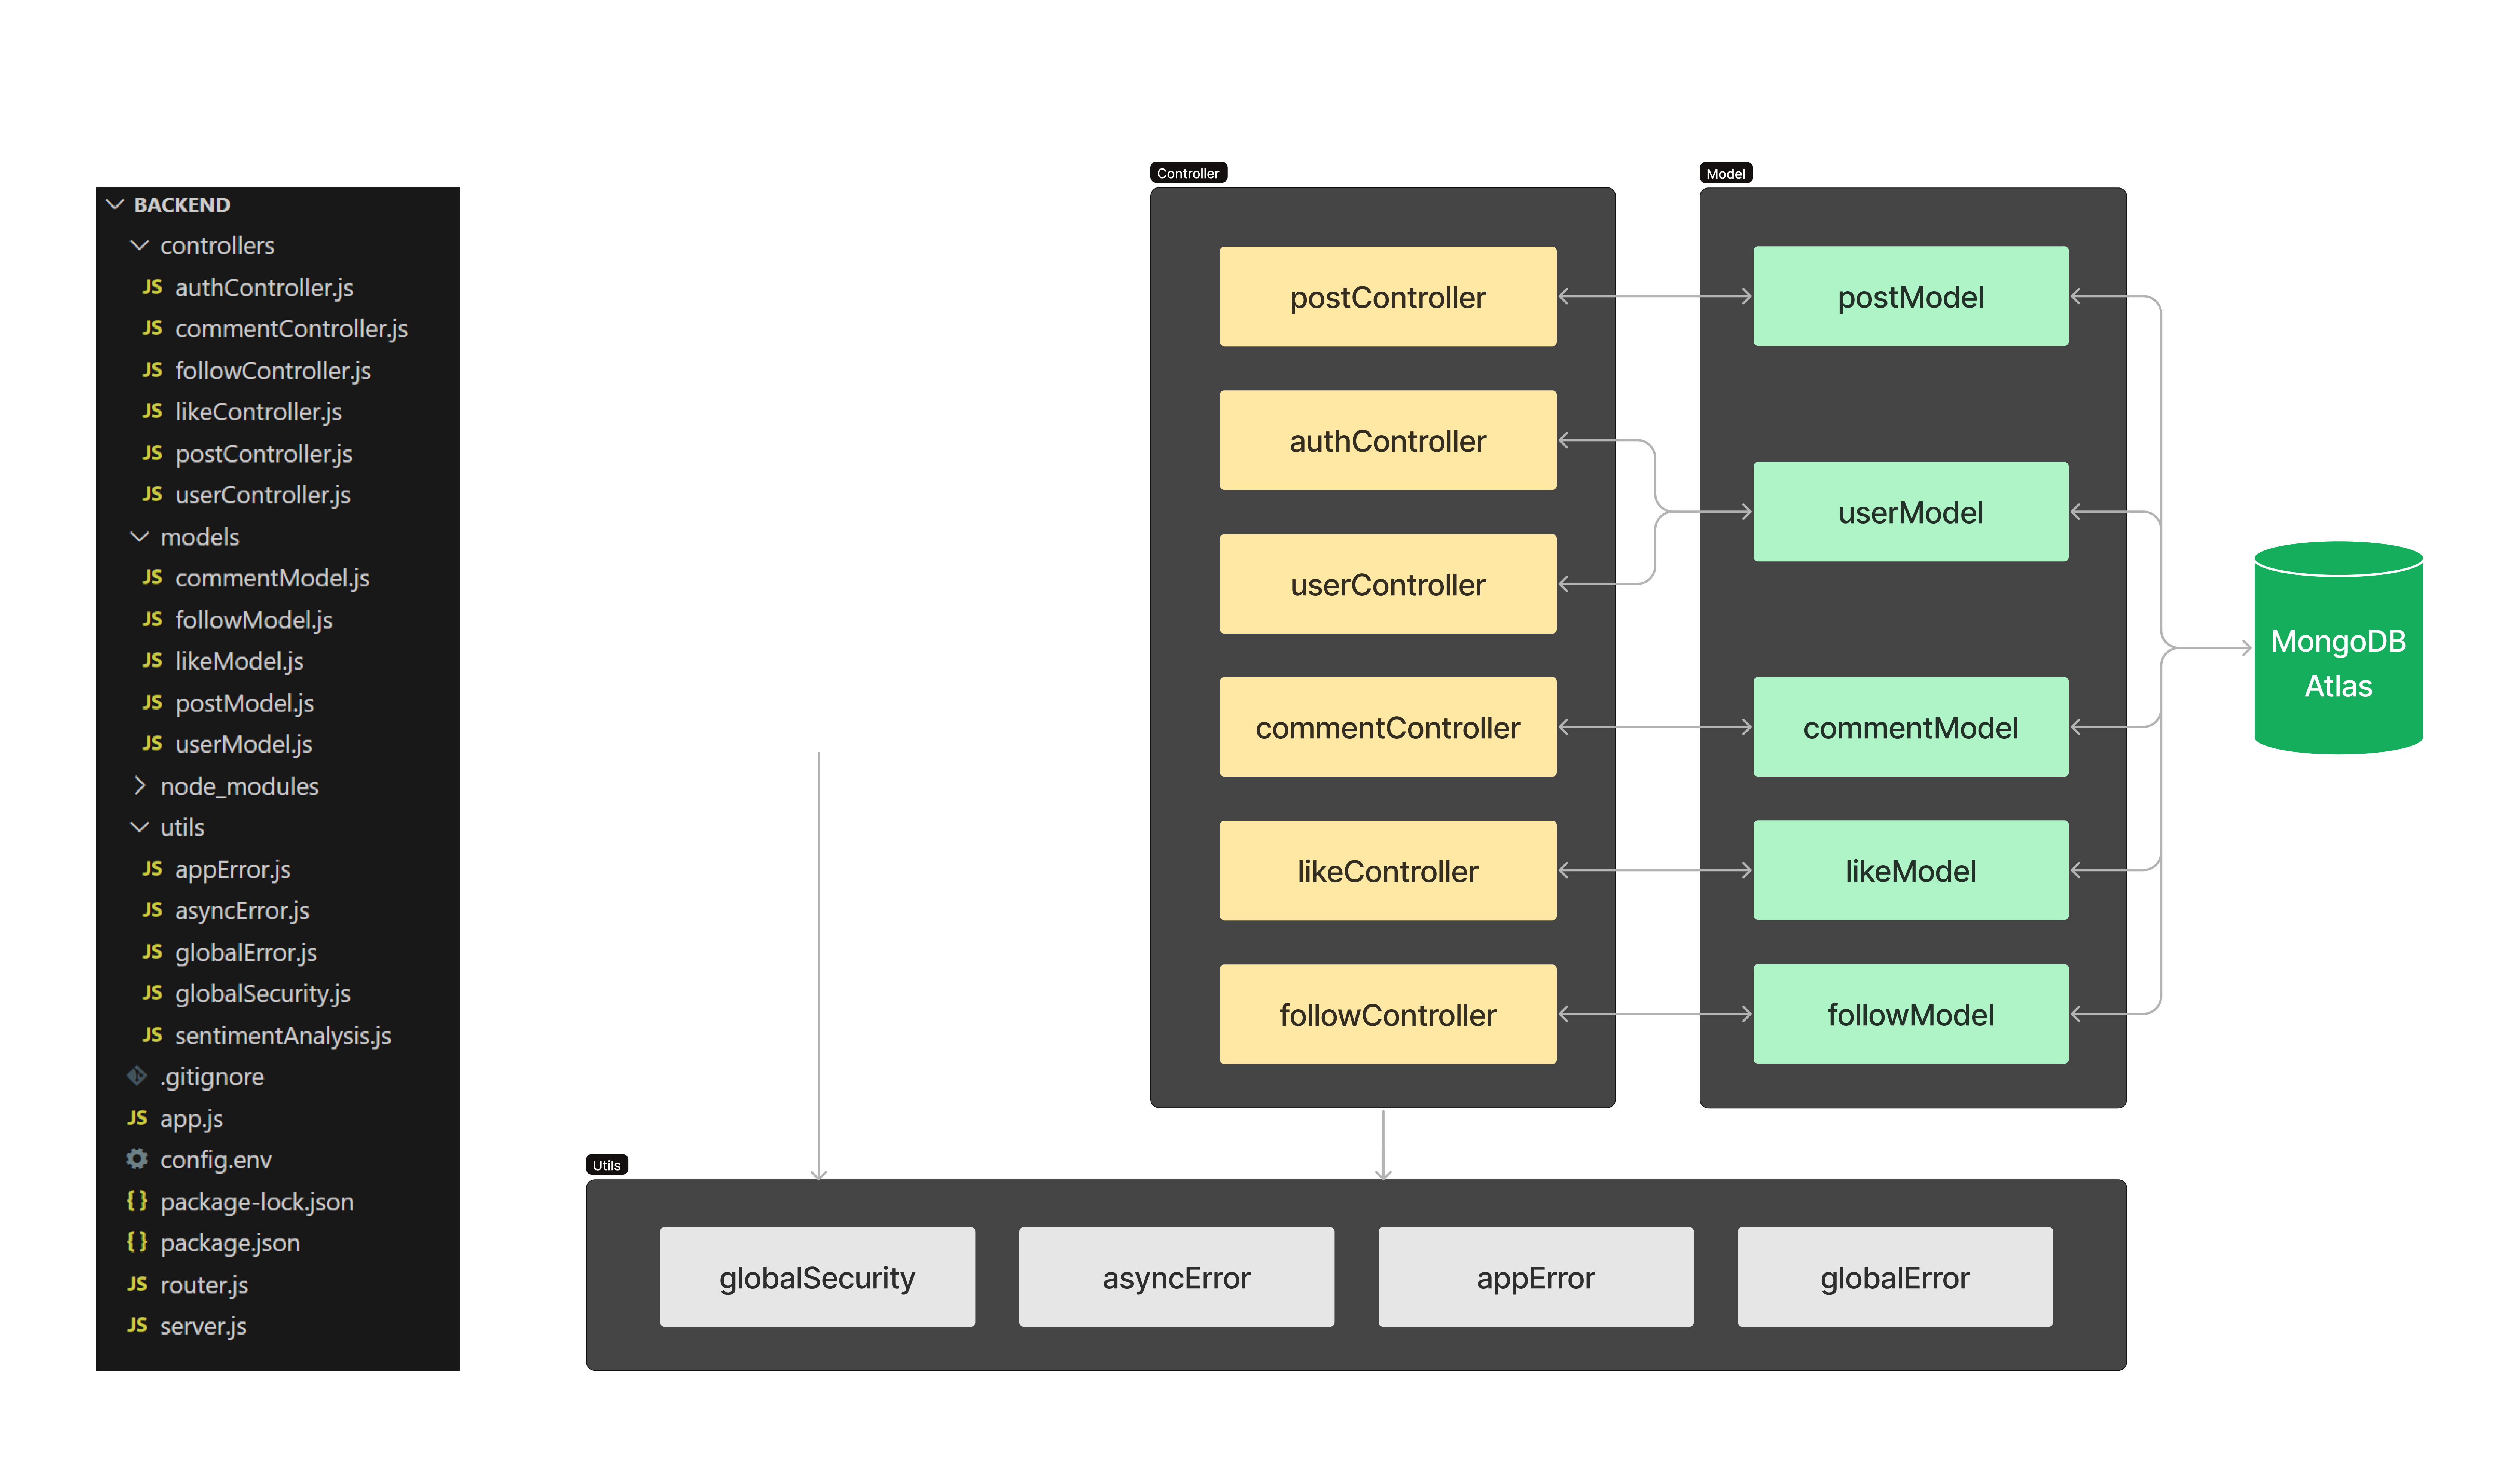 BACKEND
controllers
JS authController.js
JS commentController.js
JS followController.js
JS likeController.js
JS postController.js
JS userController.js
models
JS commentModel.js
JS followModel.js
JS likeModel.js
JS postModel.js
JS userModel.js
node_modules
utils
JS appError.js
JS asyncError.js
JS globalError.js
JS globalSecurity.js
JS sentimentAnalysis.js
.gitignore
JS app.js
config.env
{} package-lock.json
{} package.json
JS router.js
JS server.js
Controller
postController
authController
userController
commentController
likeController
followController
Model
postModel
userModel
commentModel
likeModel
followModel
MongoDB
Atlas
Utils
globalSecurity
asyncError
appError
globalError